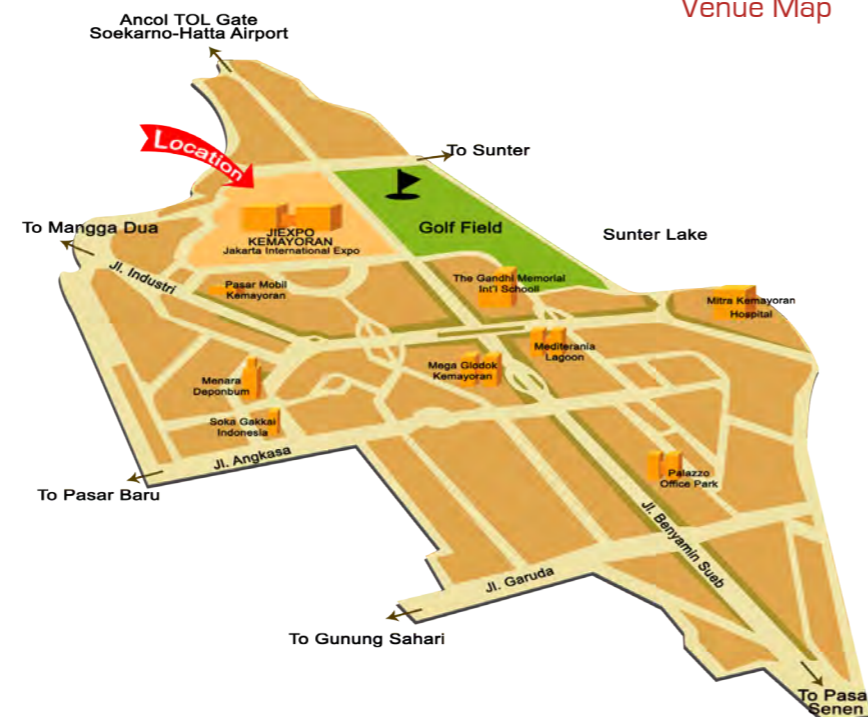 Venue Map
Ancol TOL Gate
Soekarno-Hatta Airport
Location
To Sunter
To Mangga Dua
Golf Field
Sunter Lake
JIEXPO
KEMAYORAN
Jakarta International Expo
Jl. Industri
Pasar Mobil
Kemayoran
The Gandhi Memorial
Int'l Schooll
Mitra Kemayoran
Hospital
Mediterania
Lagoon
Mega Glodok
Kemayoran
Menara
Deponbum
Soka Gakkai
Indonesia
Jl. Angkasa
Palazzo
Office Park
To Pasar Baru
Jl. Benyamin Sueb
Jl. Garuda
To Gunung Sahari
To Pasa
Senen